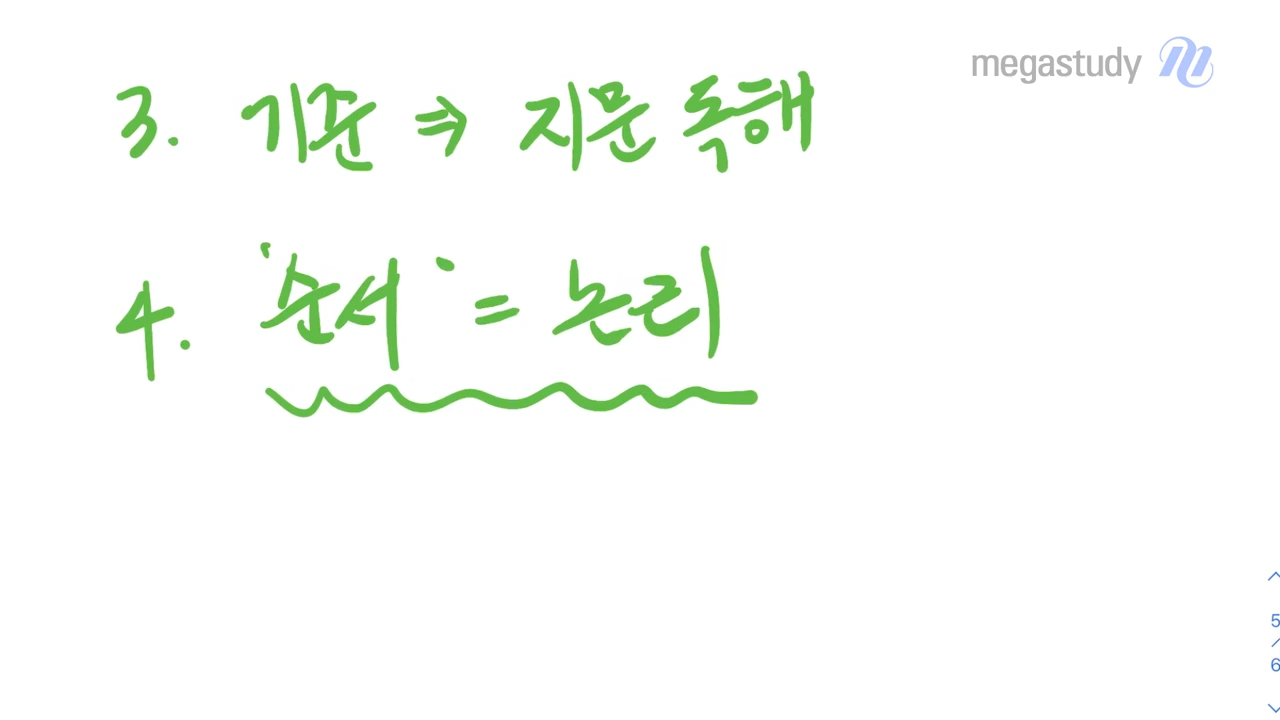 megastudy
3. 기준 ⇒ 지문 독해
4. '순서' = 논리
5
6